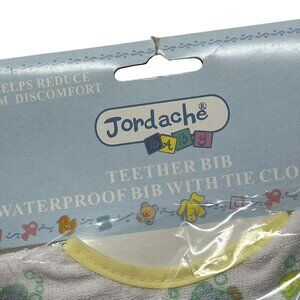 HELPS REDUCE
M DISCOMFORT
Jordache®
BABY
TEETHER BIB
WATERPROOF BIB WITH TIE CLO